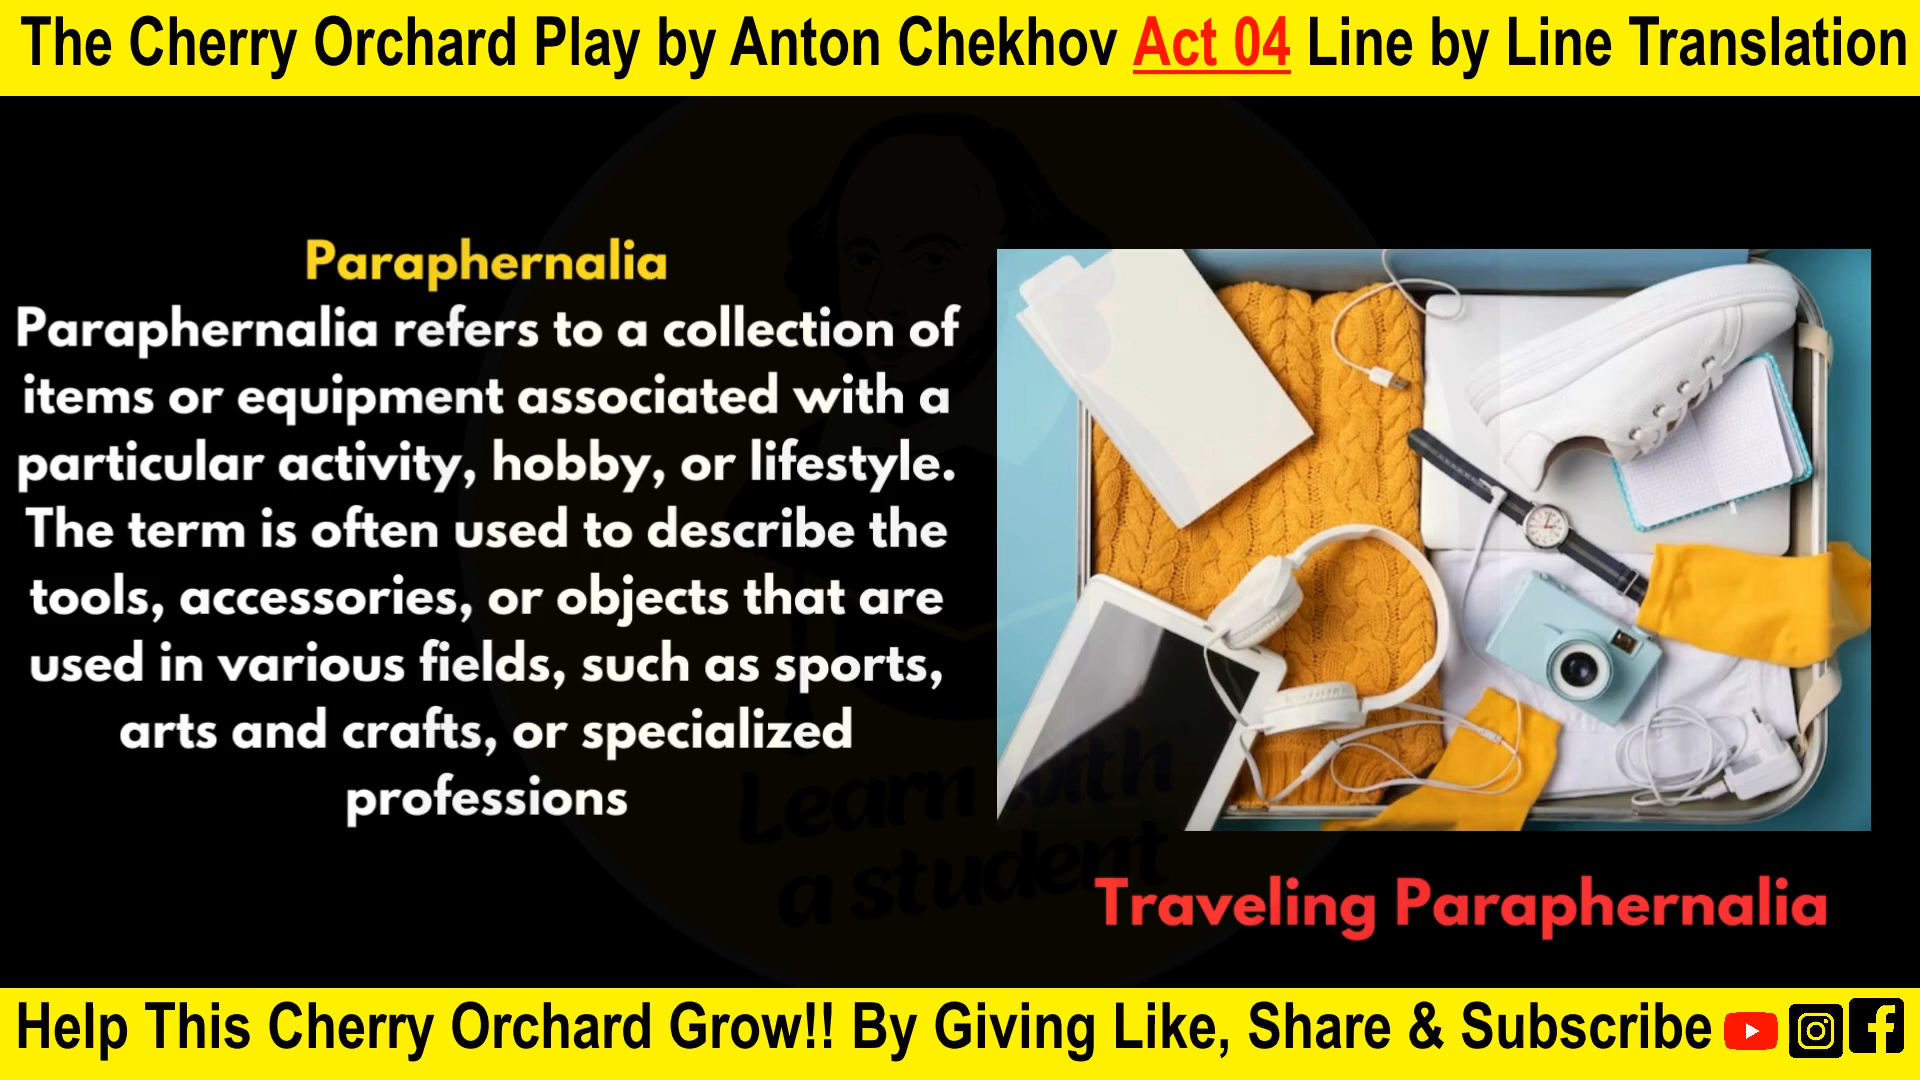 The Cherry Orchard Play by Anton Chekhov Act 04 Line by Line Translation
Paraphernalia
Paraphernalia refers to a collection of
items or equipment associated with a
particular activity, hobby, or lifestyle.
The term is often used to describe the
tools, accessories, or objects that are
used in various fields, such as sports,
arts and crafts, or specialized
professions
Learn with
a student
Traveling Paraphernalia
Help This Cherry Orchard Grow!! By Giving Like, Share & Subscribe